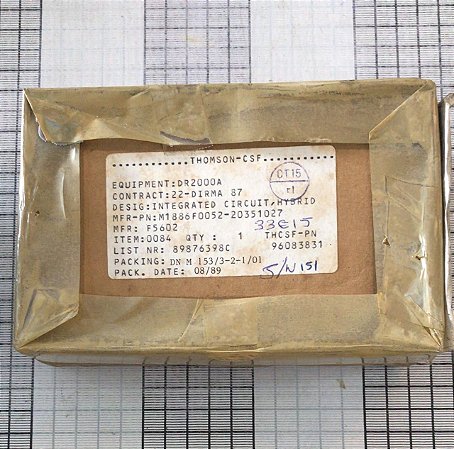 ............THOMSON-CSF............
CT15
r1
EQUIPMENT:DR2000A
CONTRACT:22-DIRMA 87
DESIG:INTEGRATED CIRCUIT,HYBRID
MFR-PN:M1886F0052-20351027
MFR: F5602 33E15
ITEM:0084 QTY : 1 THCSF-PN
LIST NR: 89876398C 96083831
PACKING: DN M 153/3-2-1/01
PACK. DATE: 08/89 S/N 151